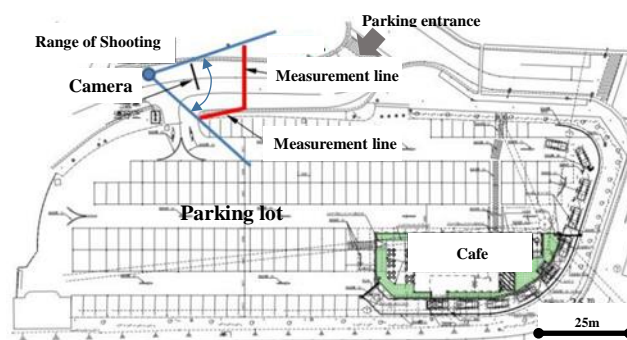 Parking entrance
Range of Shooting
Measurement line
Camera
Measurement line
Parking lot
Cafe
25m